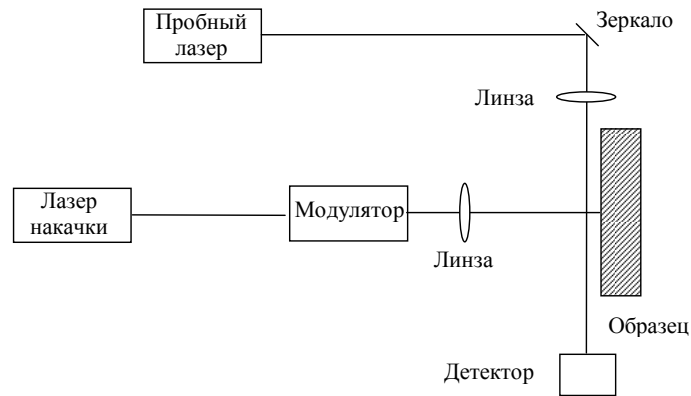 Пробный
лазер
Зеркало
Линза
Лазер
накачки
Модулятор
Линза
Образец
Детектор